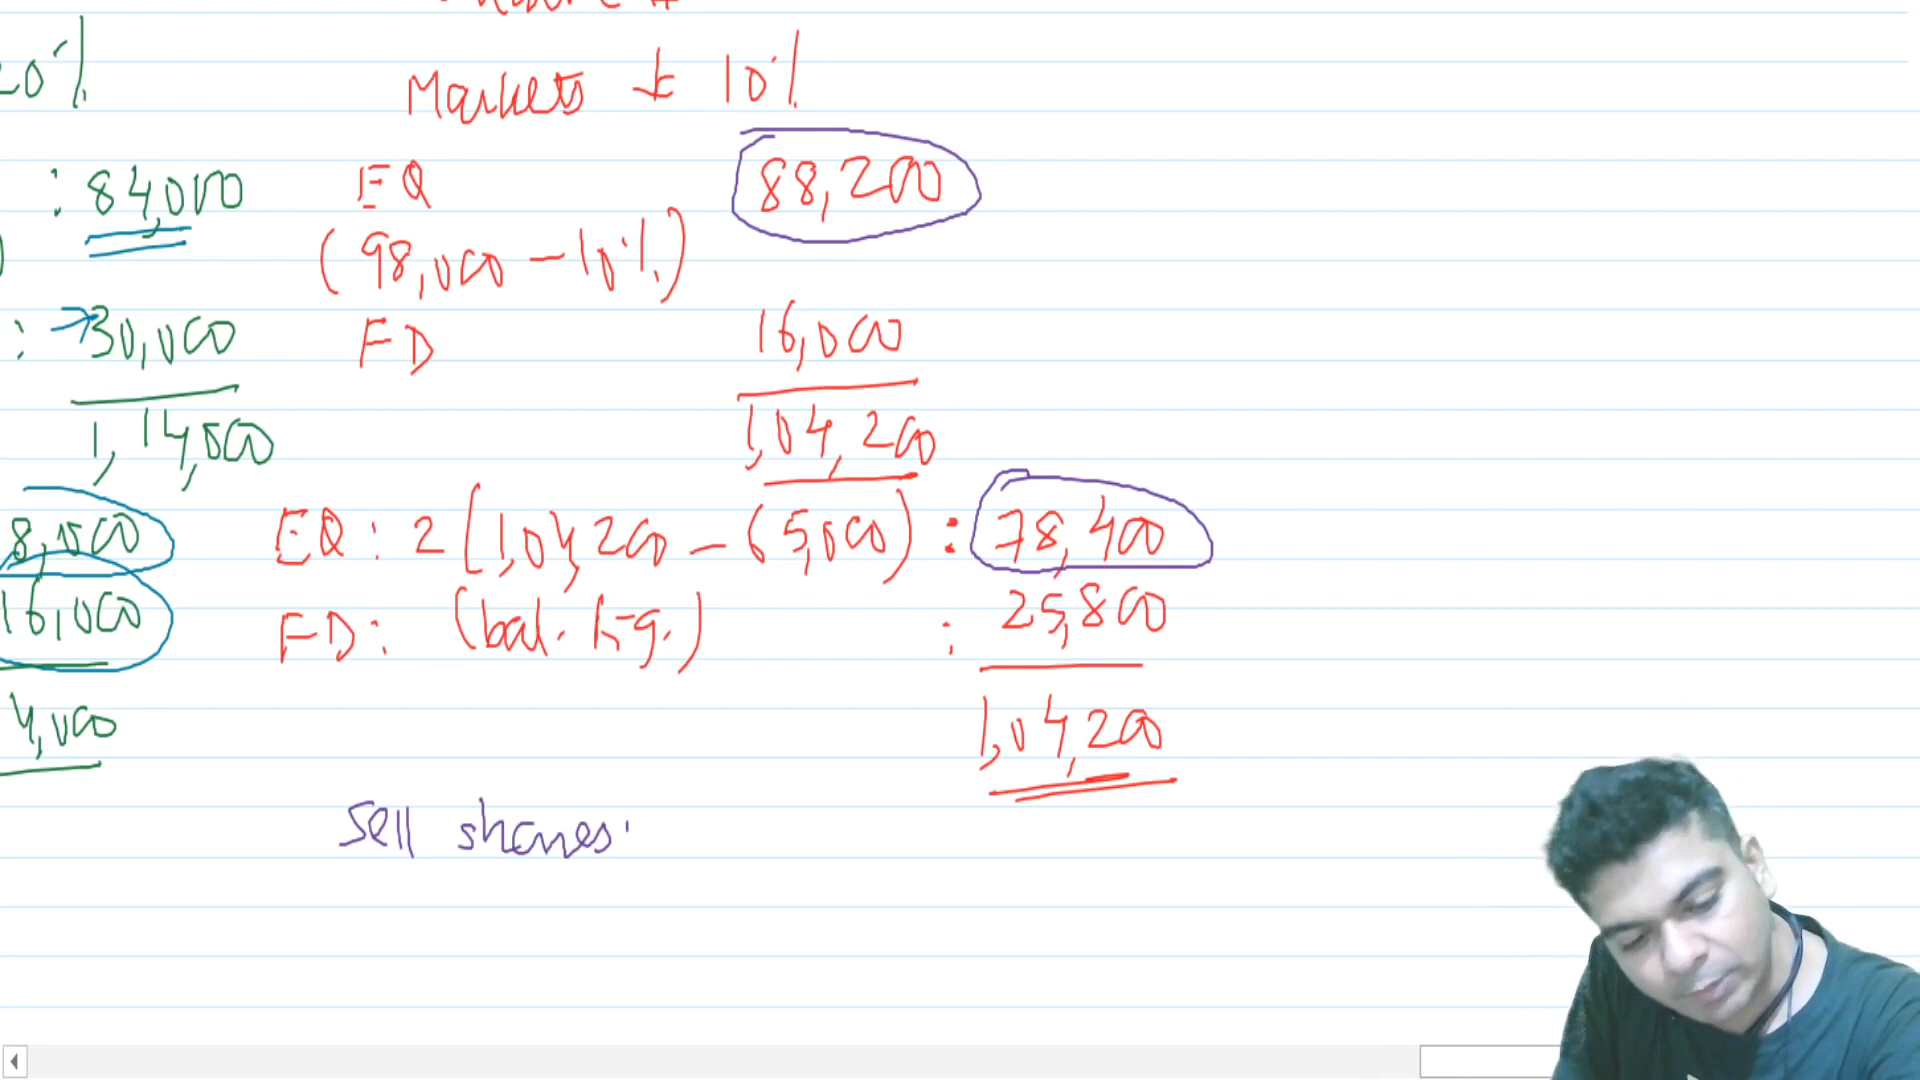 20%
: 84,000
: → 30,000
1,14,000
8,000
16,000
4,000
Markets ↓ 10%
EQ 88,200
(98,000 - 10%)
FD 16,000
1,04,200
EQ: 2(1,04,200 - 65,000) : 78,400
FD: (bal. fig.) : 25,800
1,04,200
Sell shares: